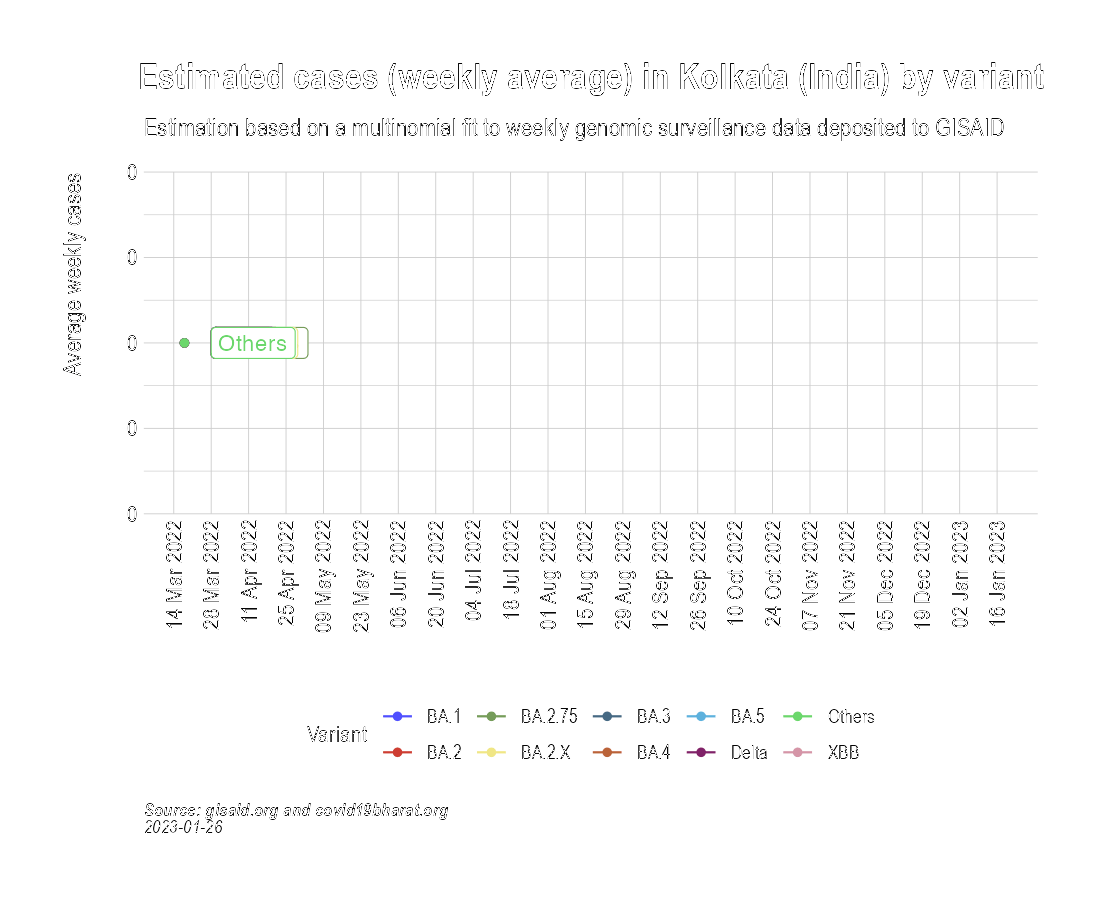 Estimated cases (weekly average) in Kolkata (India) by variant
Estimation based on a multinomial fit to weekly genomic surveillance data deposited to GISAID
Average weekly cases
0
0
0
0
0
Others
14 Mar 2022
28 Mar 2022
11 Apr 2022
25 Apr 2022
09 May 2022
23 May 2022
06 Jun 2022
20 Jun 2022
04 Jul 2022
18 Jul 2022
01 Aug 2022
15 Aug 2022
29 Aug 2022
12 Sep 2022
26 Sep 2022
10 Oct 2022
24 Oct 2022
07 Nov 2022
21 Nov 2022
05 Dec 2022
19 Dec 2022
02 Jan 2023
16 Jan 2023
Variant
BA.1 BA.2.75 BA.3 BA.5 Others
BA.2 BA.2.X BA.4 Delta XBB
Source: gisaid.org and covid19bharat.org
2023-01-26